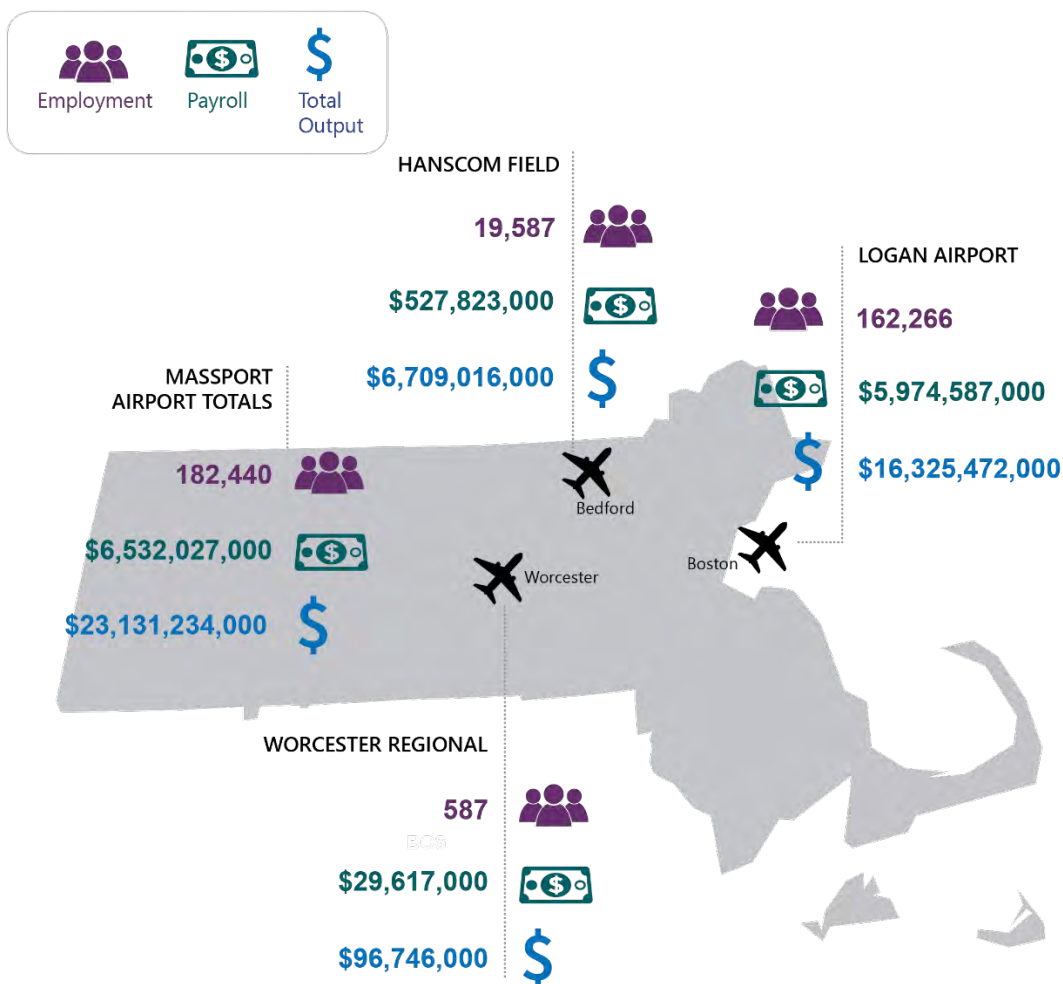 Employment
Payroll
Total
Output
HANSCOM FIELD
19,587
$527,823,000
$6,709,016,000
LOGAN AIRPORT
162,266
$5,974,587,000
$16,325,472,000
MASSPORT
AIRPORT TOTALS
182,440
$6,532,027,000
$23,131,234,000
Bedford
Boston
Worcester
WORCESTER REGIONAL
587
BOS
$29,617,000
$96,746,000